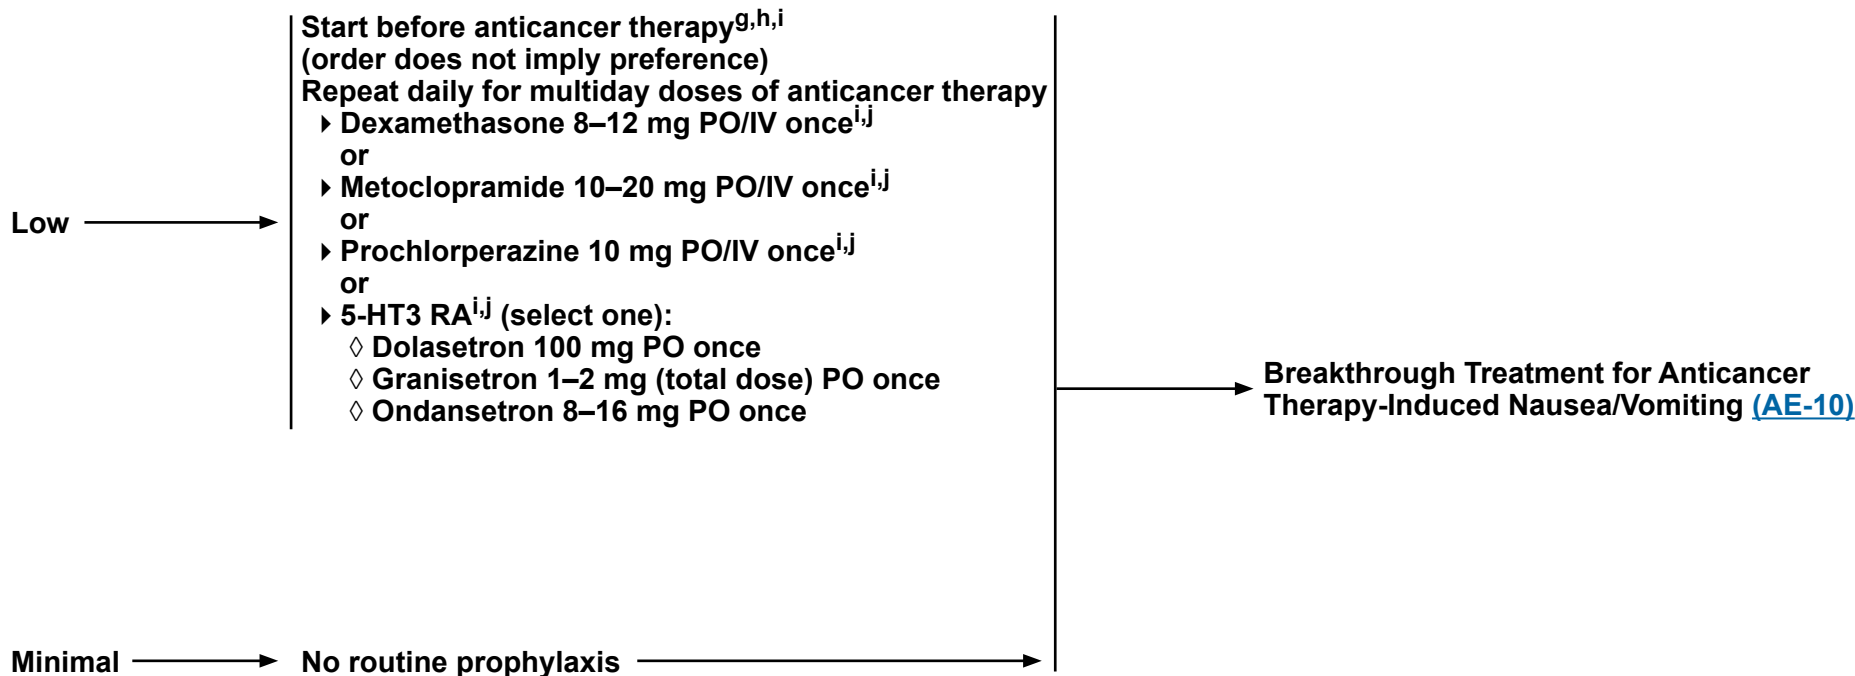 Start before anticancer therapyg,h,i
(order does not imply preference)
Repeat daily for multiday doses of anticancer therapy
Dexamethasone 8–12 mg PO/IV oncei,j
or
Metoclopramide 10–20 mg PO/IV oncei,j
or
Low
Prochlorperazine 10 mg PO/IV oncei,j
or
5-HT3 RAi,j (select one):
◊ Dolasetron 100 mg PO once
◊ Granisetron 1–2 mg (total dose) PO once
◊ Ondansetron 8–16 mg PO once
Breakthrough Treatment for Anticancer
Therapy-Induced Nausea/Vomiting (AE-10)
Minimal
No routine prophylaxis